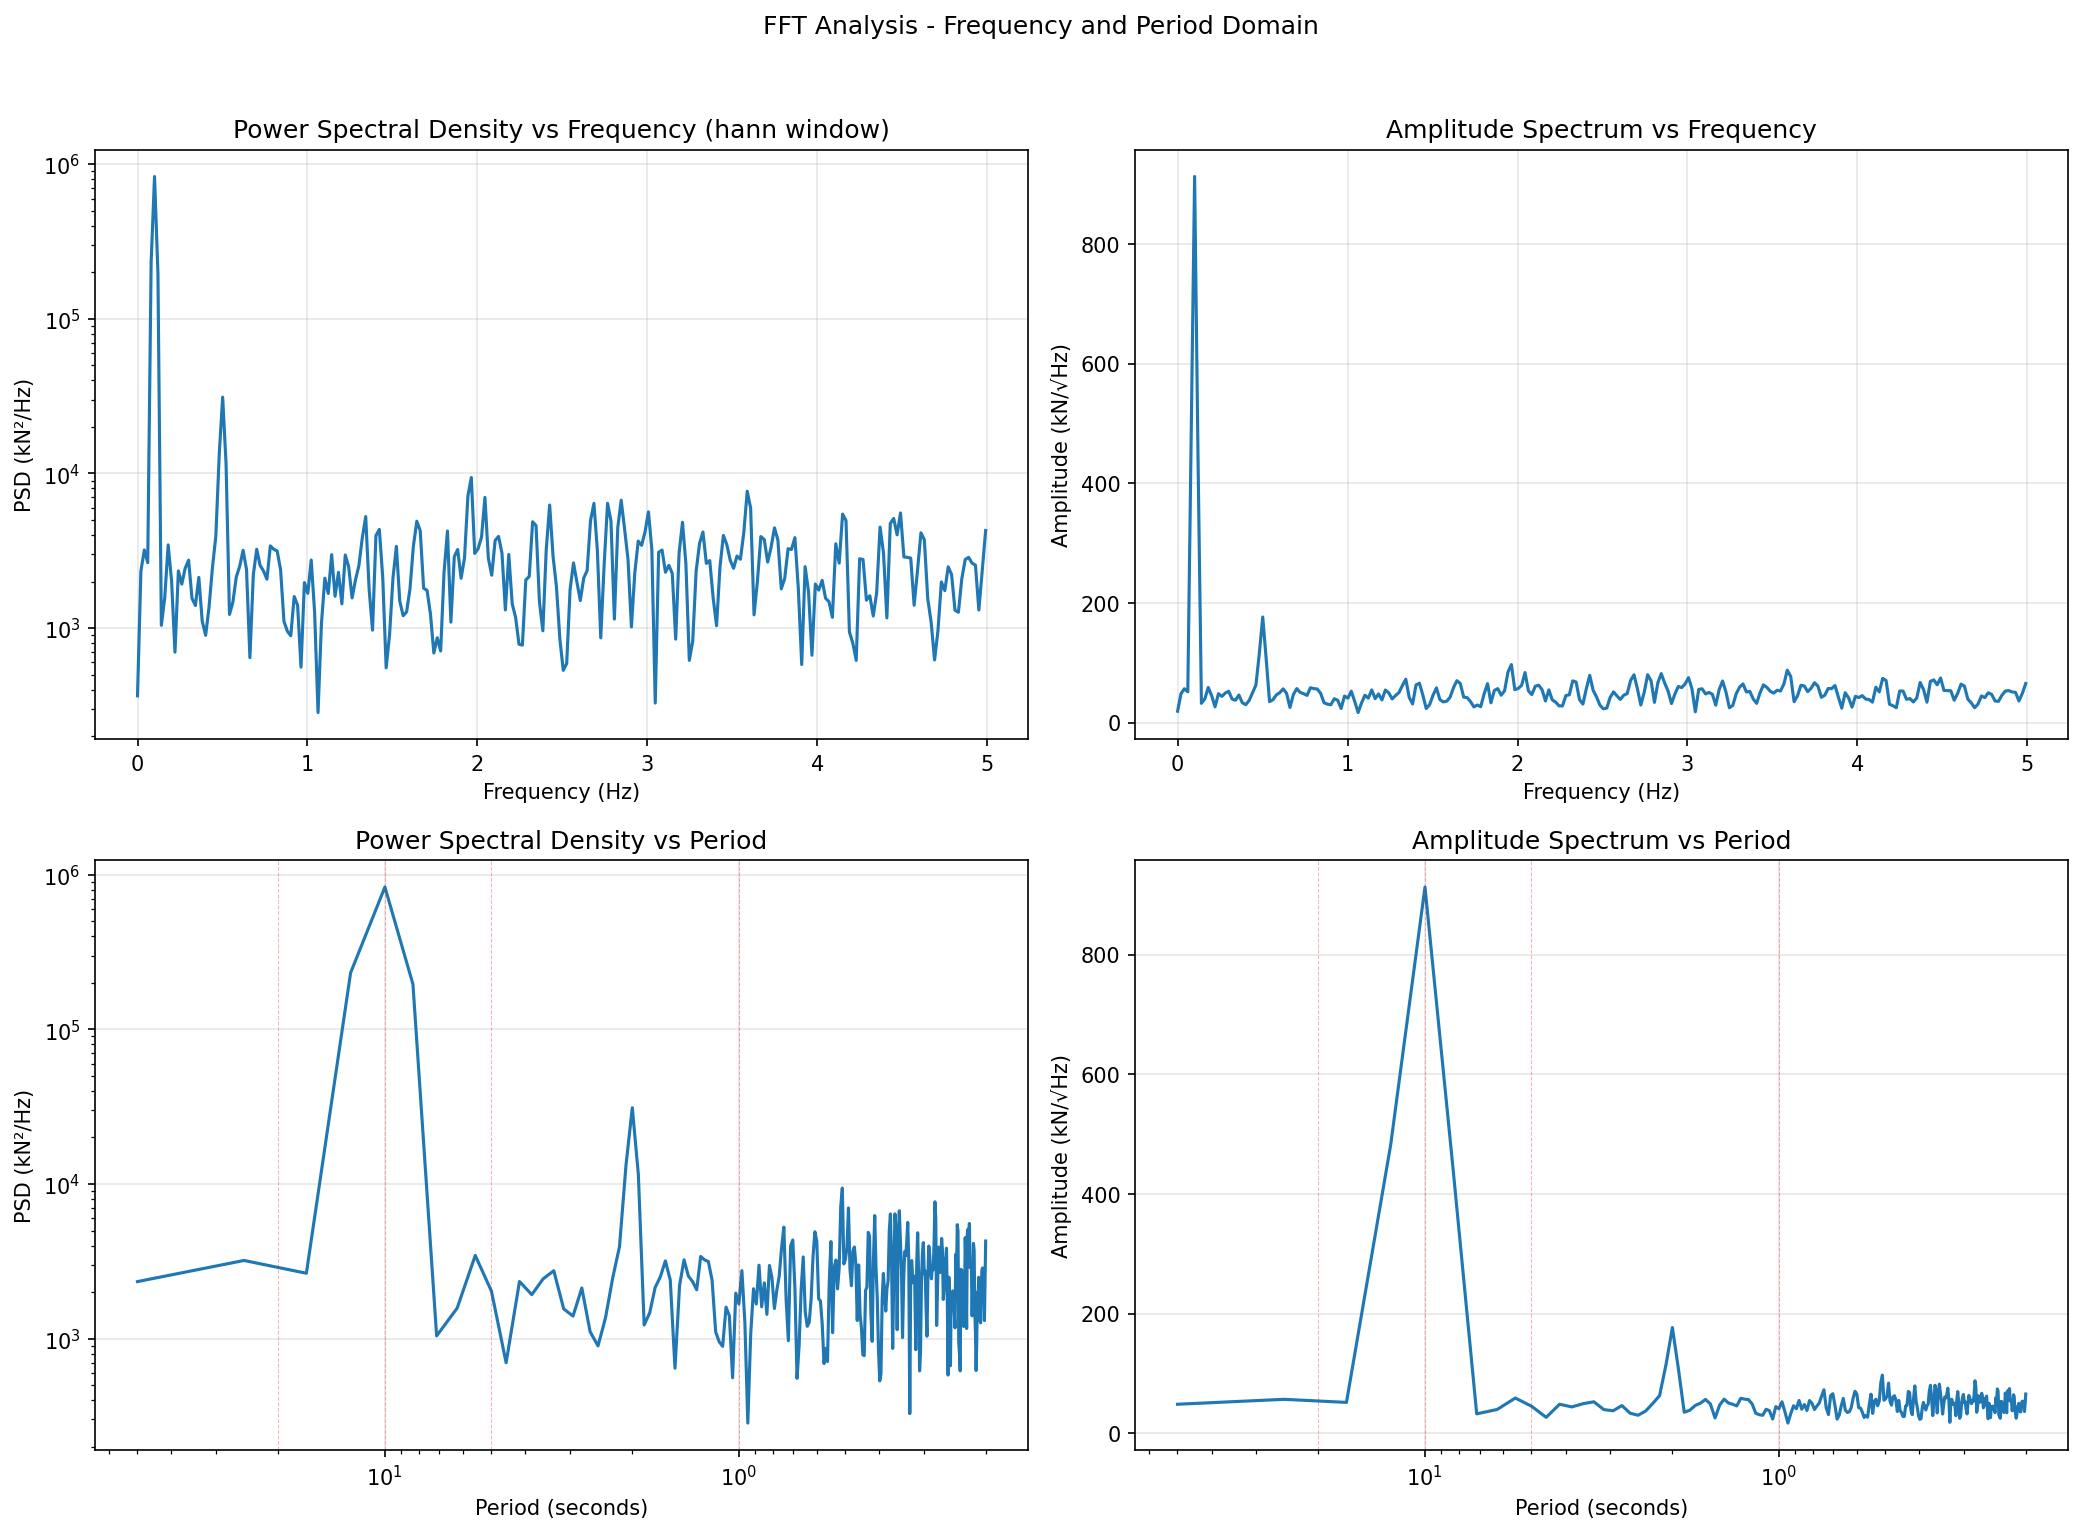 FFT Analysis - Frequency and Period Domain
Power Spectral Density vs Frequency (hann window)
PSD (kN²/Hz)
10⁶
10⁵
10⁴
10³
0 1 2 3 4 5
Frequency (Hz)
Amplitude Spectrum vs Frequency
Amplitude (kN/√Hz)
800
600
400
200
0
0 1 2 3 4 5
Frequency (Hz)
Power Spectral Density vs Period
PSD (kN²/Hz)
10⁶
10⁵
10⁴
10³
10¹ 10⁰
Period (seconds)
Amplitude Spectrum vs Period
Amplitude (kN/√Hz)
800
600
400
200
0
10¹ 10⁰
Period (seconds)